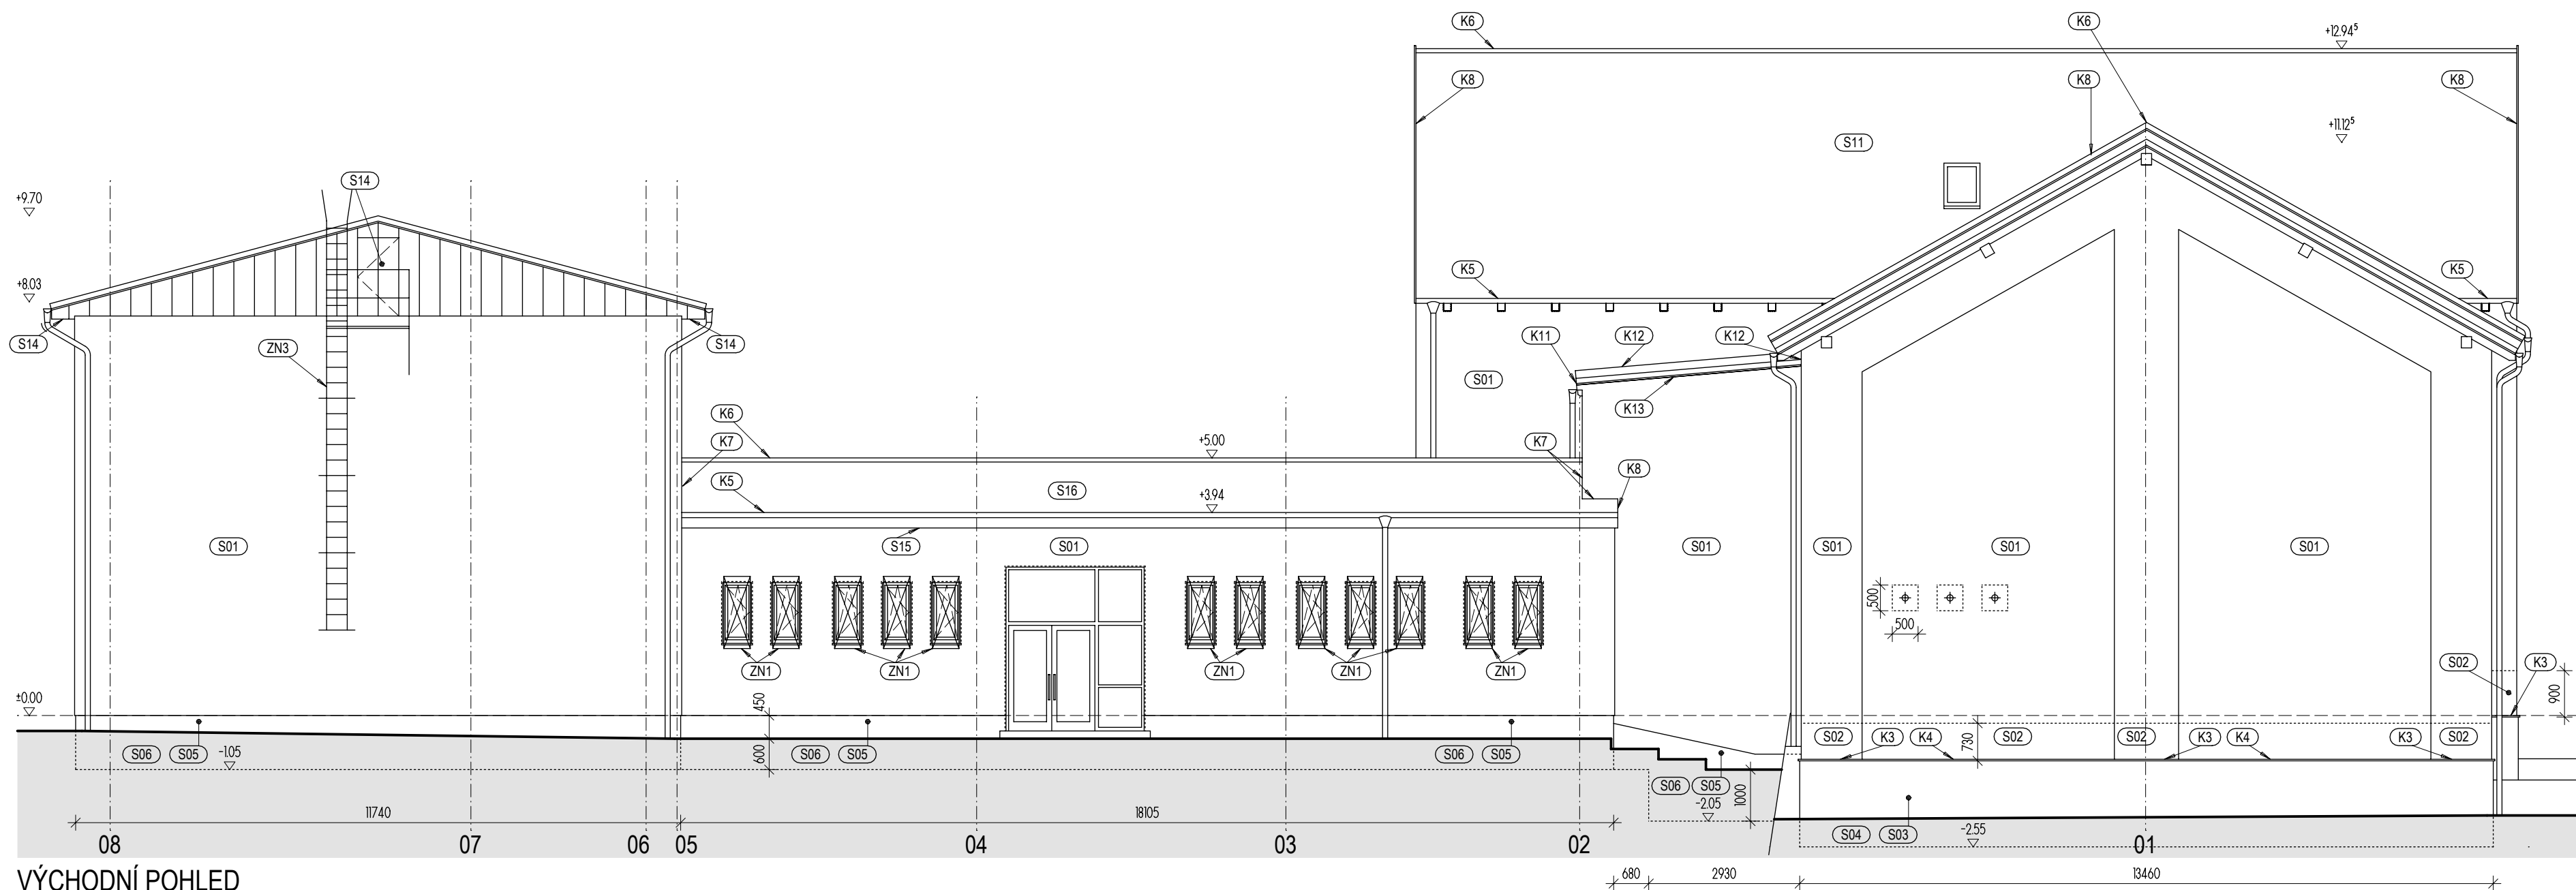 K6 K6 +12.94⁵
K8 K8 K8
+11.12⁵
S11
S14
+9.70
K5 K5
+8.03
S14 ZN3 S14 K11 K12 K12
S01
K13
K6
K7 +5.00 K7
K8
K5 S16 +3.94
S01 S15 S01 S01 S01 S01 S01
500
500
ZN1 ZN1 ZN1 ZN1 ZN1
S02 K3
900
±0.00 450
S02 K3 K4 S02 S02 K3 K4 K3 S02
730
S06 S05 -1.05 600 S06 S05 S06 S05
S06 S05 1000
-2.05
11740 18105
S04 S03 -2.55
08 07 06 05 04 03 02 01
680 2930 13460
VÝCHODNÍ POHLED